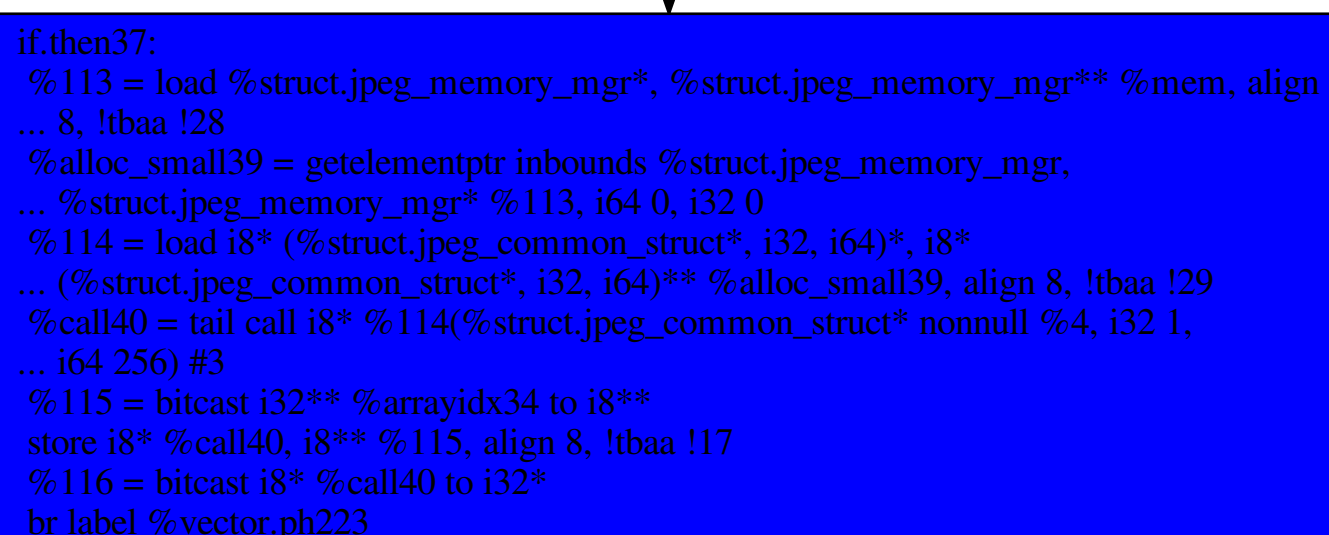 if.then37:
%113 = load %struct.jpeg_memory_mgr*, %struct.jpeg_memory_mgr** %mem, align
... 8, !tbaa !28
%alloc_small39 = getelementptr inbounds %struct.jpeg_memory_mgr,
... %struct.jpeg_memory_mgr* %113, i64 0, i32 0
%114 = load i8* (%struct.jpeg_common_struct*, i32, i64)*, i8*
... (%struct.jpeg_common_struct*, i32, i64)** %alloc_small39, align 8, !tbaa !29
%call40 = tail call i8* %114(%struct.jpeg_common_struct* nonnull %4, i32 1,
... i64 256) #3
%115 = bitcast i32** %arrayidx34 to i8**
store i8* %call40, i8** %115, align 8, !tbaa !17
%116 = bitcast i8* %call40 to i32*
br label %vector.ph223